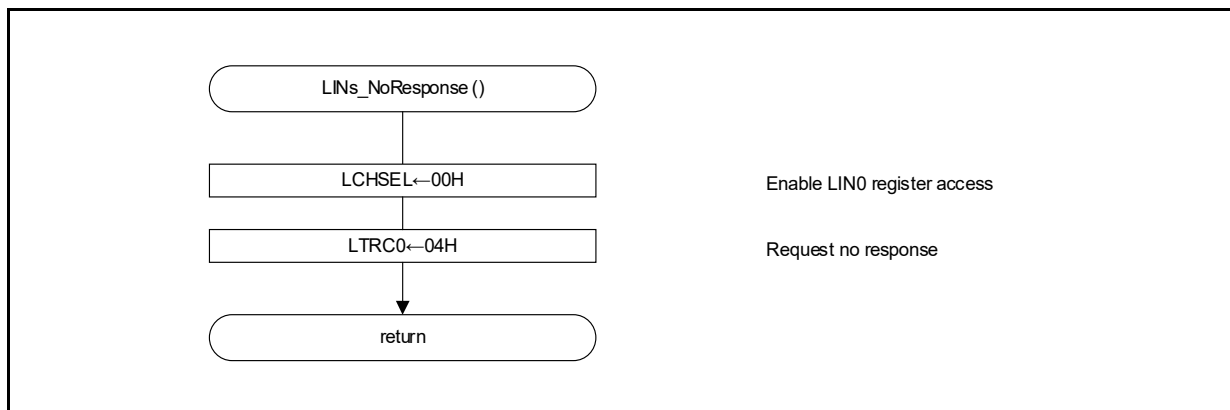 LINs_NoResponse ()
LCHSEL←00H
Enable LIN0 register access
LTRC0←04H
Request no response
return